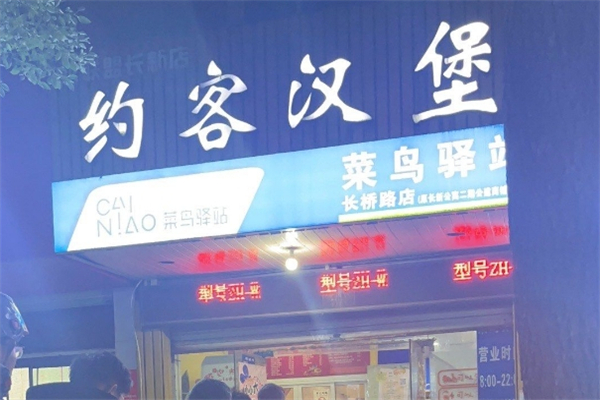 约客汉堡
CAI
NIAO 菜鸟驿站
菜鸟驿站
长桥路店
型号ZH-W
型号ZH-W
型号ZH-
营业时
8:00-22: